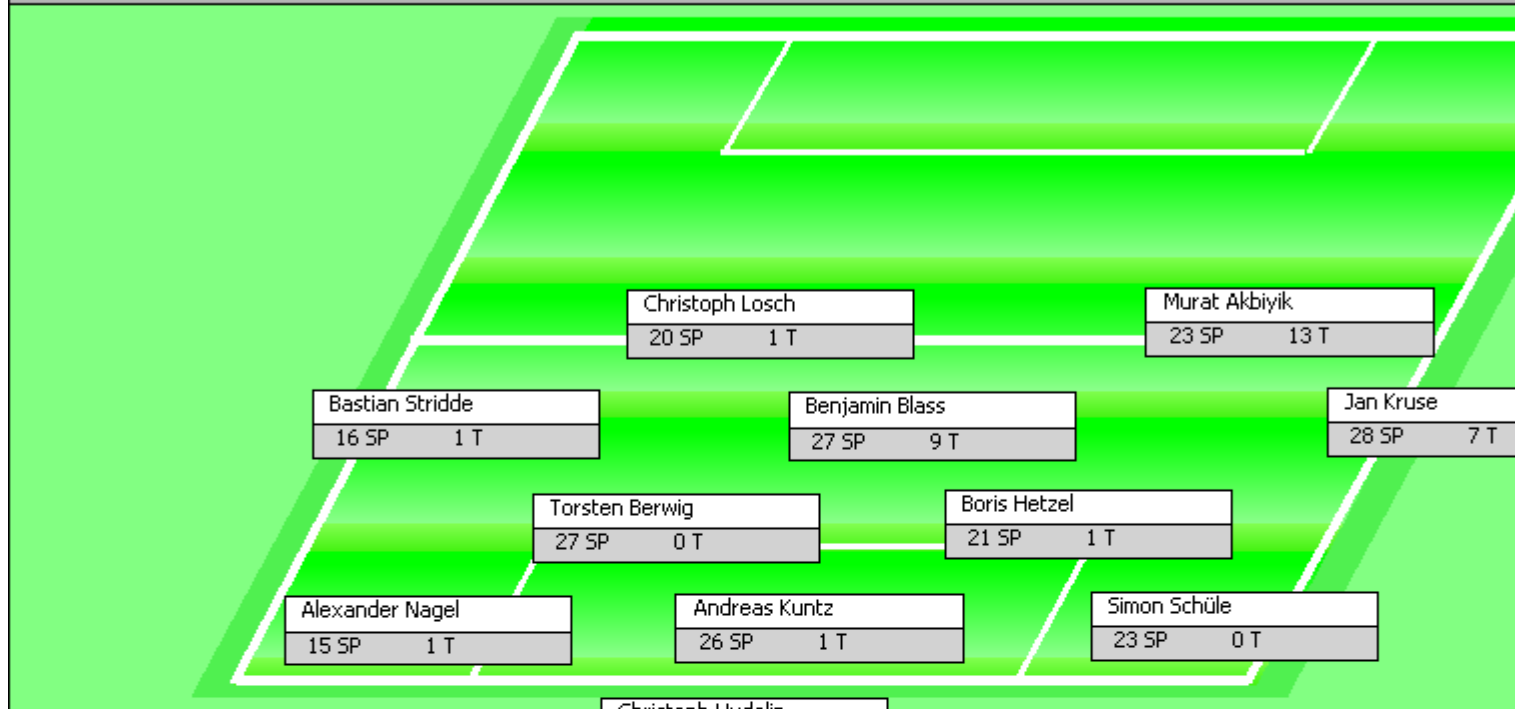 Christoph Losch
20 SP 1 T
Murat Akbiyik
23 SP 13 T
Bastian Stridde
16 SP 1 T
Benjamin Blass
27 SP 9 T
Jan Kruse
28 SP 7 T
Torsten Berwig
27 SP 0 T
Boris Hetzel
21 SP 1 T
Alexander Nagel
15 SP 1 T
Andreas Kuntz
26 SP 1 T
Simon Schüle
23 SP 0 T
Christoph